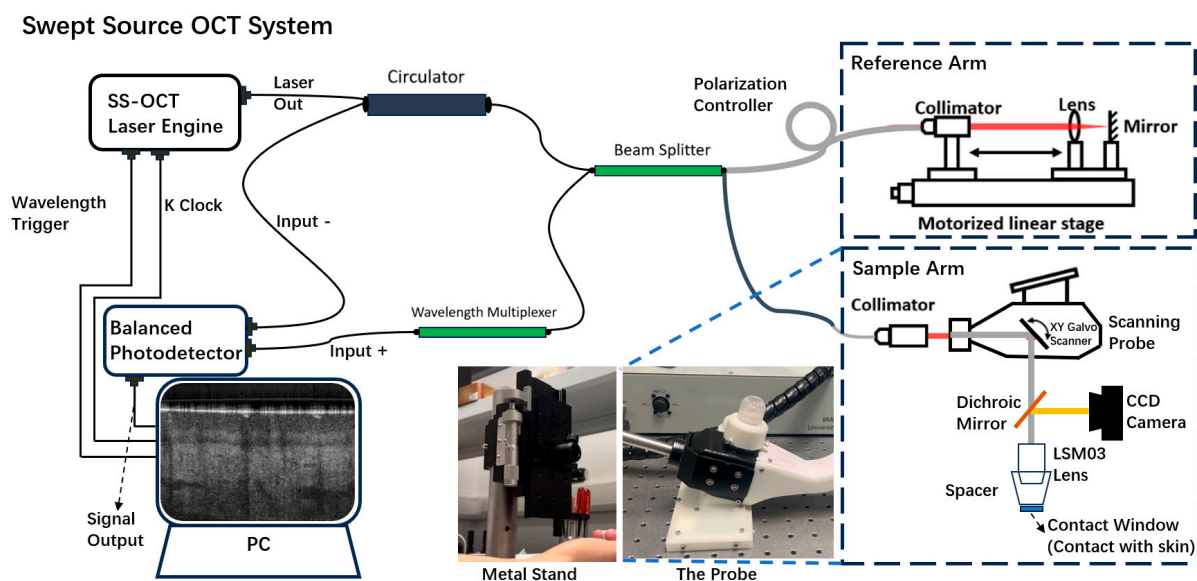 Swept Source OCT System
SS-OCT
Laser Engine
Laser
Out
Circulator
Polarization
Controller
Reference Arm
Collimator
Lens
Mirror
Motorized linear stage
Beam Splitter
Wavelength
Trigger
K Clock
Input -
Wavelength Multiplexer
Input +
Balanced
Photodetector
Signal
Output
PC
Sample Arm
Collimator
XY Galvo
Scanner
Scanning
Probe
Dichroic
Mirror
CCD
Camera
LSM03
Lens
Spacer
Contact Window
(Contact with skin)
Metal Stand
The Probe